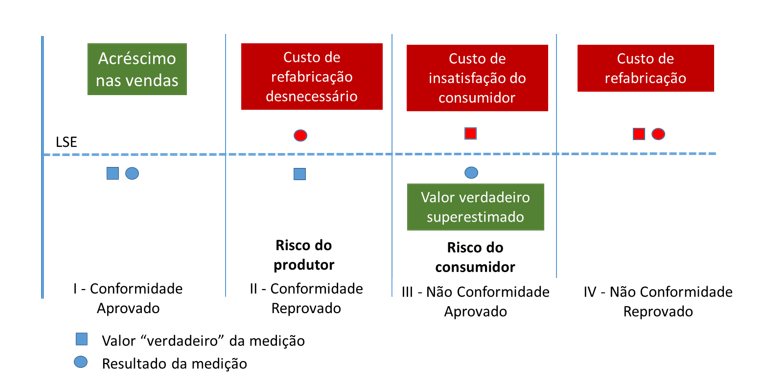 Acréscimo
nas vendas
Custo de
refabricação
desnecessário
Custo de
insatisfação do
consumidor
Custo de
refabricação
LSE
Valor verdadeiro
superestimado
Risco do
produtor
Risco do
consumidor
I - Conformidade
Aprovado
II - Conformidade
Reprovado
III - Não Conformidade
Aprovado
IV - Não Conformidade
Reprovado
Valor “verdadeiro” da medição
Resultado da medição